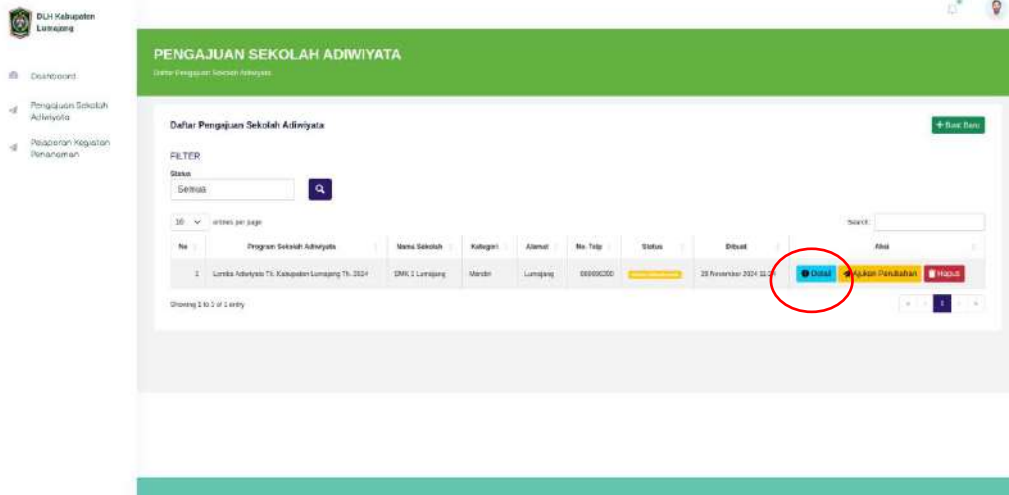 DLH Kabupaten
Lumajang
Dashboard
Pengajuan Sekolah
Adiwiyata
Pelaporan Kegiatan
Penanaman
PENGAJUAN SEKOLAH ADIWIYATA
Daftar Pengajuan Sekolah Adiwiyata
Daftar Pengajuan Sekolah Adiwiyata
+ Buat Baru
FILTER
Status
Semua
10 entries per page
Search:
No Program Sekolah Adiwiyata Nama Sekolah Kategori Alamat No. Telp Status Dibuat Aksi
1 Lomba Adiwiyata Tk. Kabupaten Lumajang Th. 2024 SMK 1 Lumajang Mandiri Lumajang 28 November 2024 Detail Ajukan Perubahan Hapus
Showing 1 to 1 of 1 entry
« ‹ 1 › »